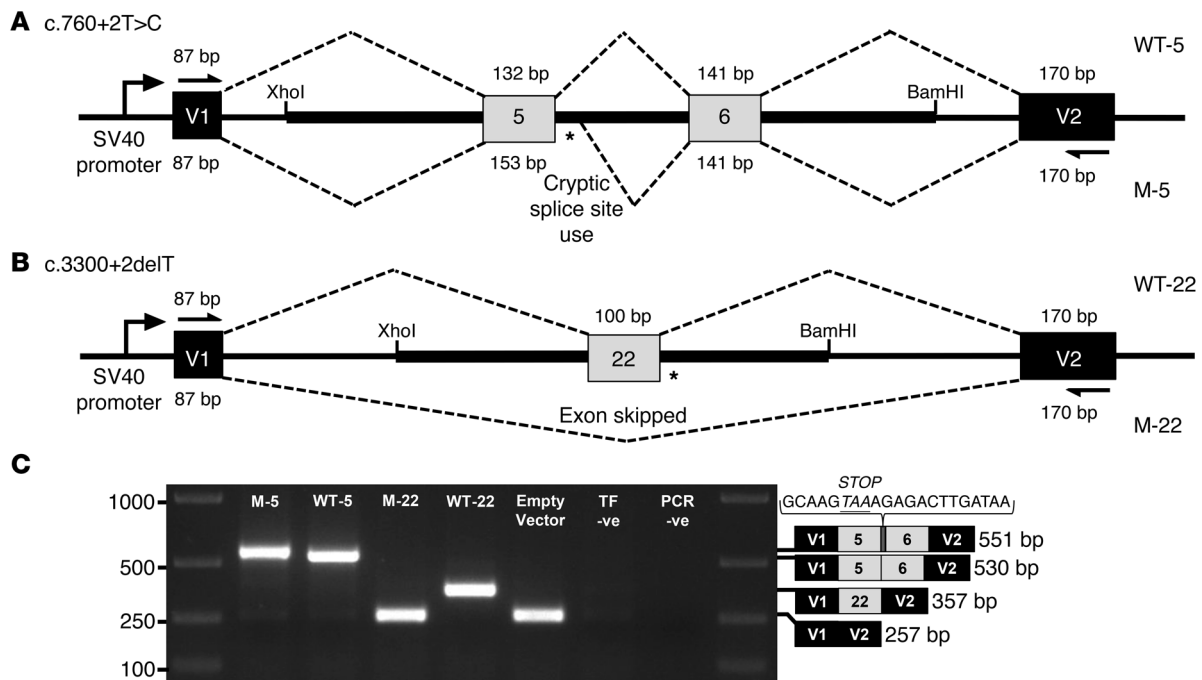 A c.760+2T>C
WT-5
87 bp
132 bp
141 bp
170 bp
XhoI
BamHI
V1
5
6
V2
*
SV40
promoter
87 bp
153 bp
141 bp
170 bp
Cryptic
splice site
use
M-5
B c.3300+2delT
WT-22
87 bp
100 bp
170 bp
XhoI
BamHI
V1
22
V2
*
SV40
promoter
87 bp
Exon skipped
170 bp
M-22
C
M-5
WT-5
M-22
WT-22
Empty
Vector
TF
-ve
PCR
-ve
1000
500
250
100
STOP
GCAAGTAAAGAGACTTGATAA
V1 5 6 V2 551 bp
V1 5 6 V2 530 bp
V1 22 V2 357 bp
V1 V2 257 bp